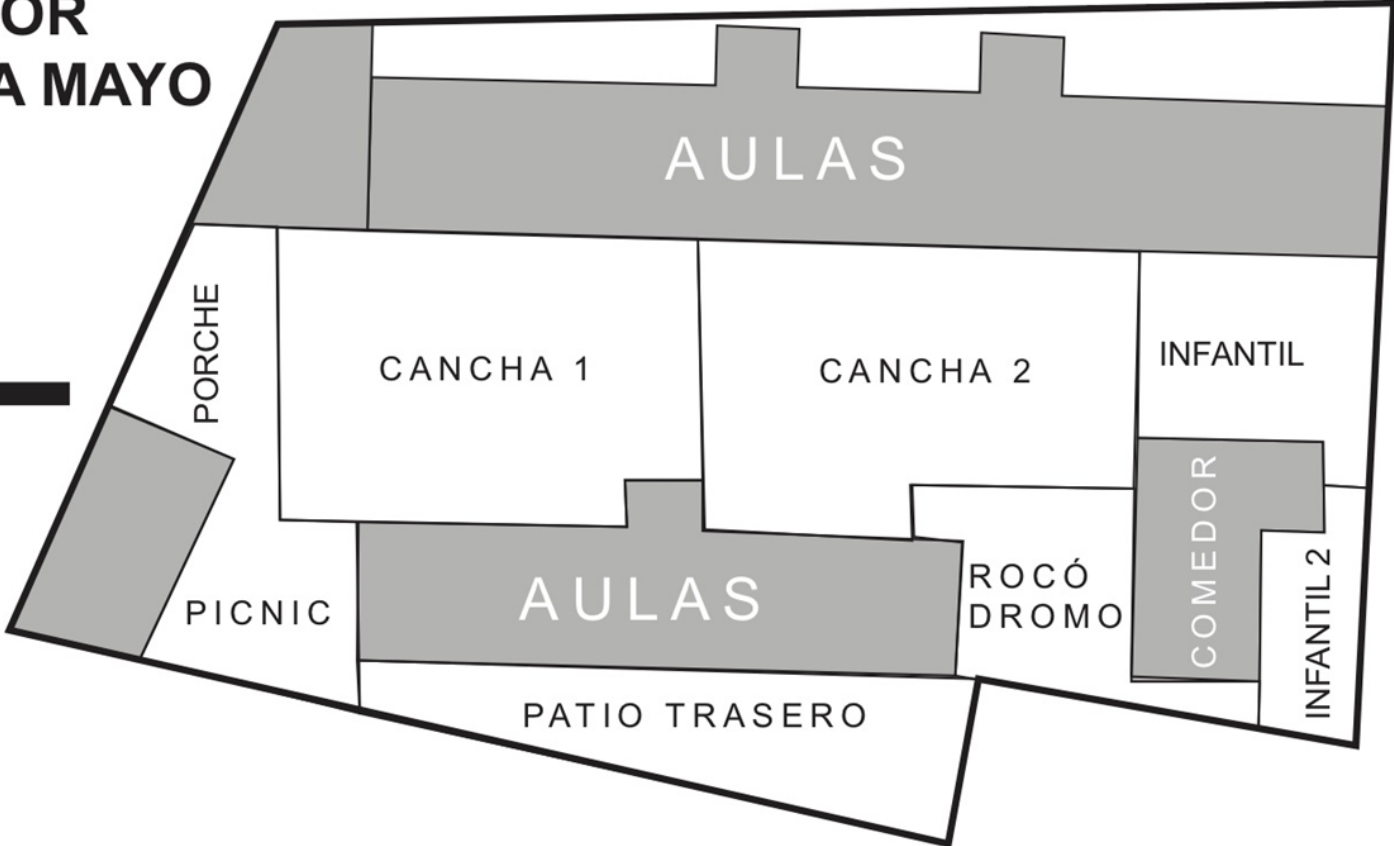 OR
A MAYO
AULAS
PORCHE
CANCHA 1
CANCHA 2
INFANTIL
COMEDOR
AULAS
ROCÓ
DROMO
PICNIC
INFANTIL 2
PATIO TRASERO